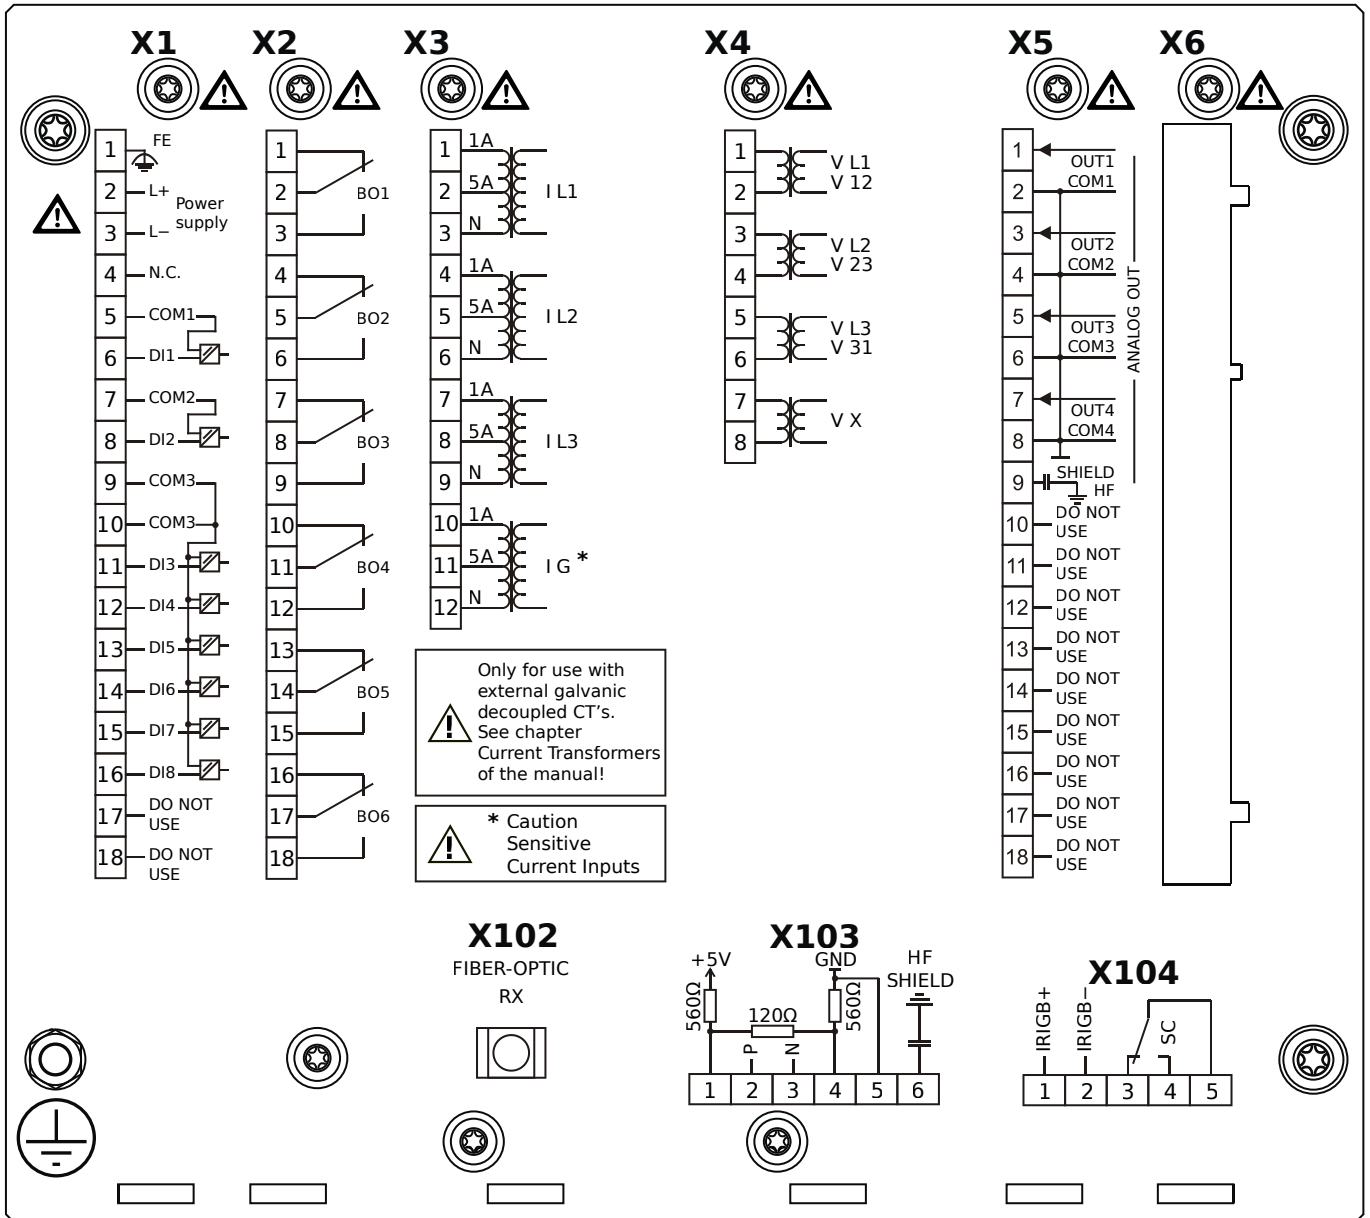 X1
X2
X3
X4
X5
X6
1 FE
2 L+
Power
supply
3 L−
4 N.C.
5 COM1
6 DI1
7 COM2
8 DI2
9 COM3
10 COM3
11 DI3
12 DI4
13 DI5
14 DI6
15 DI7
16 DI8
17 DO NOT
USE
18 DO NOT
USE
1
2 BO1
3
4
5 BO2
6
7
8 BO3
9
10
11 BO4
12
13
14 BO5
15
16
17 BO6
18
1 1A
2 5A I L1
3 N
4 1A
5 5A I L2
6 N
7 1A
8 5A I L3
9 N
10 1A
11 5A I G *
12 N
Only for use with
external galvanic
decoupled CT's.
See chapter
Current Transformers
of the manual!
* Caution
Sensitive
Current Inputs
1 V L1
2 V 12
3 V L2
4 V 23
5 V L3
6 V 31
7 V X
8
1 OUT1
2 COM1
3 OUT2
4 COM2
5 OUT3
6 COM3
7 OUT4
8 COM4
ANALOG OUT
9 SHIELD
HF
10 DO NOT
USE
11 DO NOT
USE
12 DO NOT
USE
13 DO NOT
USE
14 DO NOT
USE
15 DO NOT
USE
16 DO NOT
USE
17 DO NOT
USE
18 DO NOT
USE
X102
FIBER-OPTIC
RX
X103
+5V
GND
HF
SHIELD
560Ω
120Ω
560Ω
P
N
1 2 3 4 5 6
X104
IRIGB+
IRIGB−
SC
1 2 3 4 5